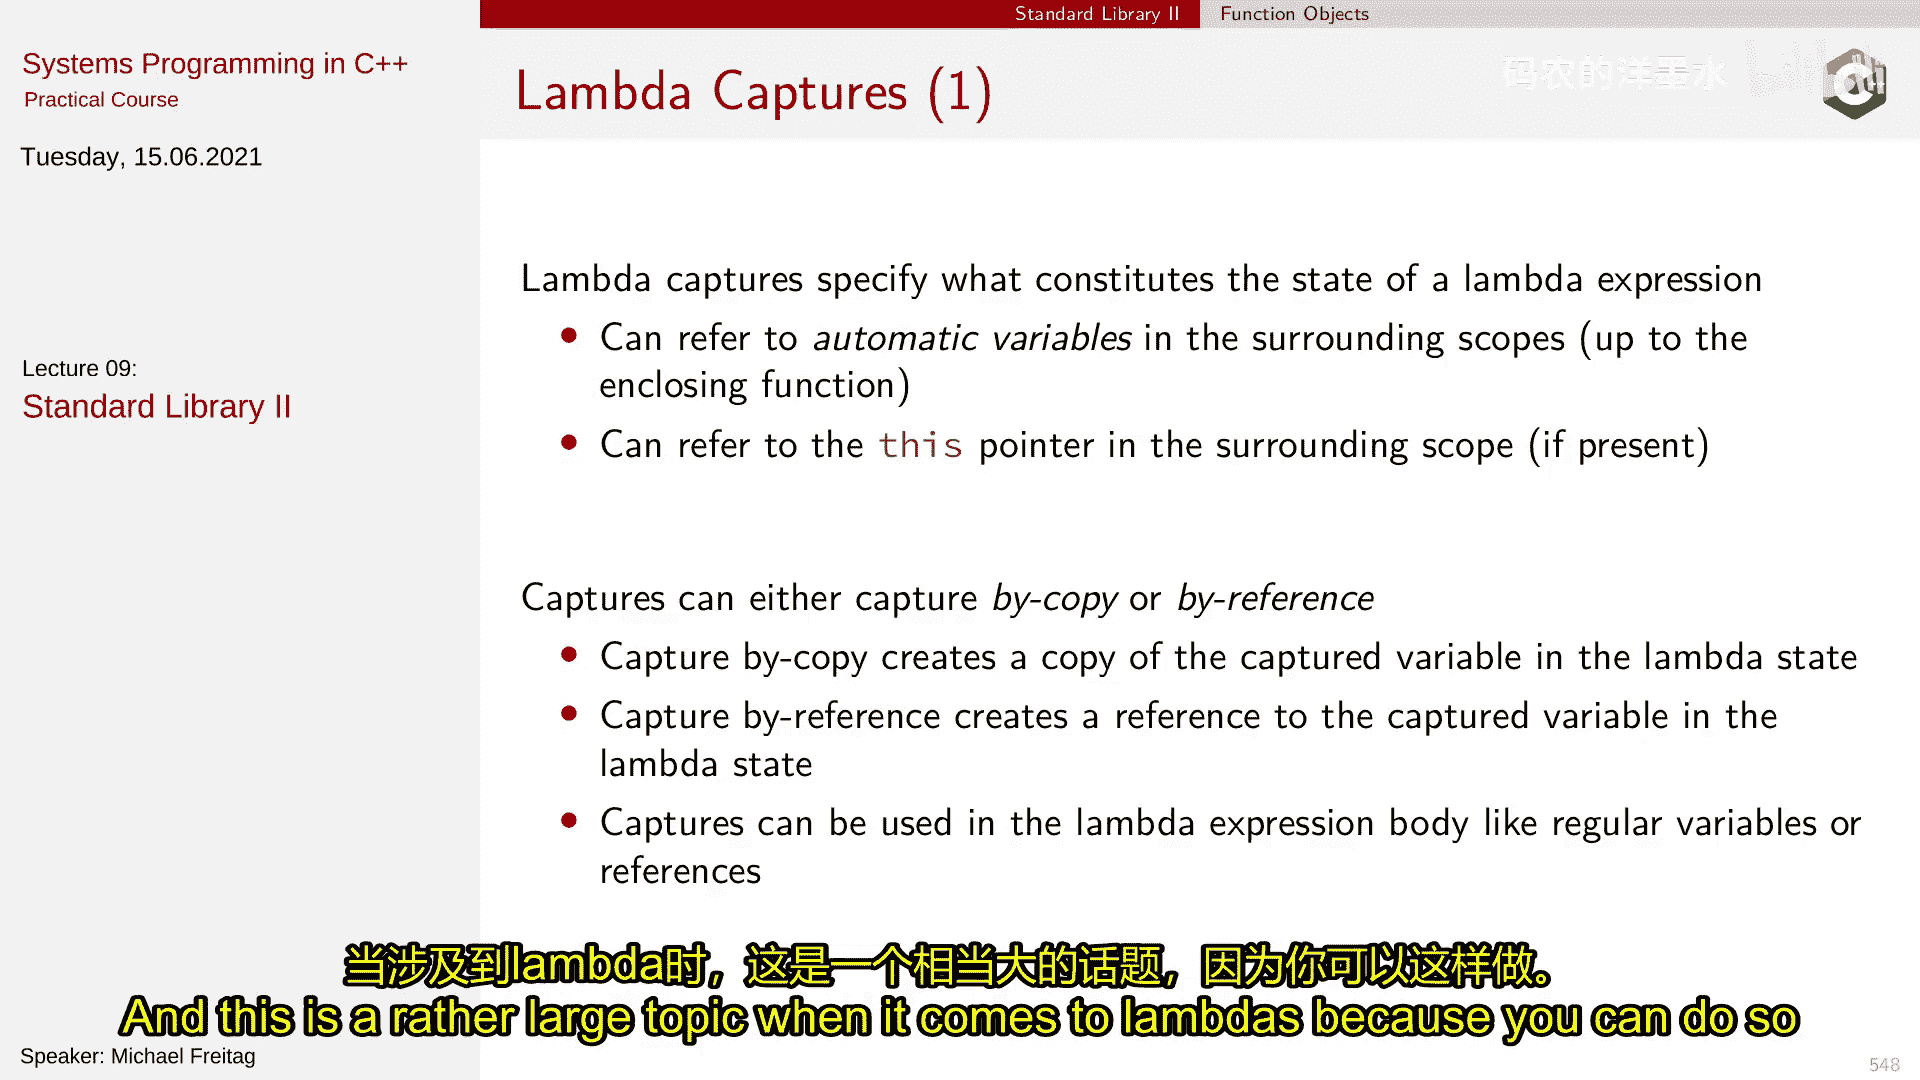 Standard Library II
Function Objects
Systems Programming in C++
Practical Course
Tuesday, 15.06.2021
Lecture 09:
Standard Library II
Lambda Captures (1)
码农的洋墨水
Lambda captures specify what constitutes the state of a lambda expression
• Can refer to automatic variables in the surrounding scopes (up to the
enclosing function)
• Can refer to the this pointer in the surrounding scope (if present)
Captures can either capture by-copy or by-reference
• Capture by-copy creates a copy of the captured variable in the lambda state
• Capture by-reference creates a reference to the captured variable in the
lambda state
• Captures can be used in the lambda expression body like regular variables or
references
当涉及到lambda时，这是一个相当大的话题，因为你可以这样做。
And this is a rather large topic when it comes to lambdas because you can do so
Speaker: Michael Freitag
548